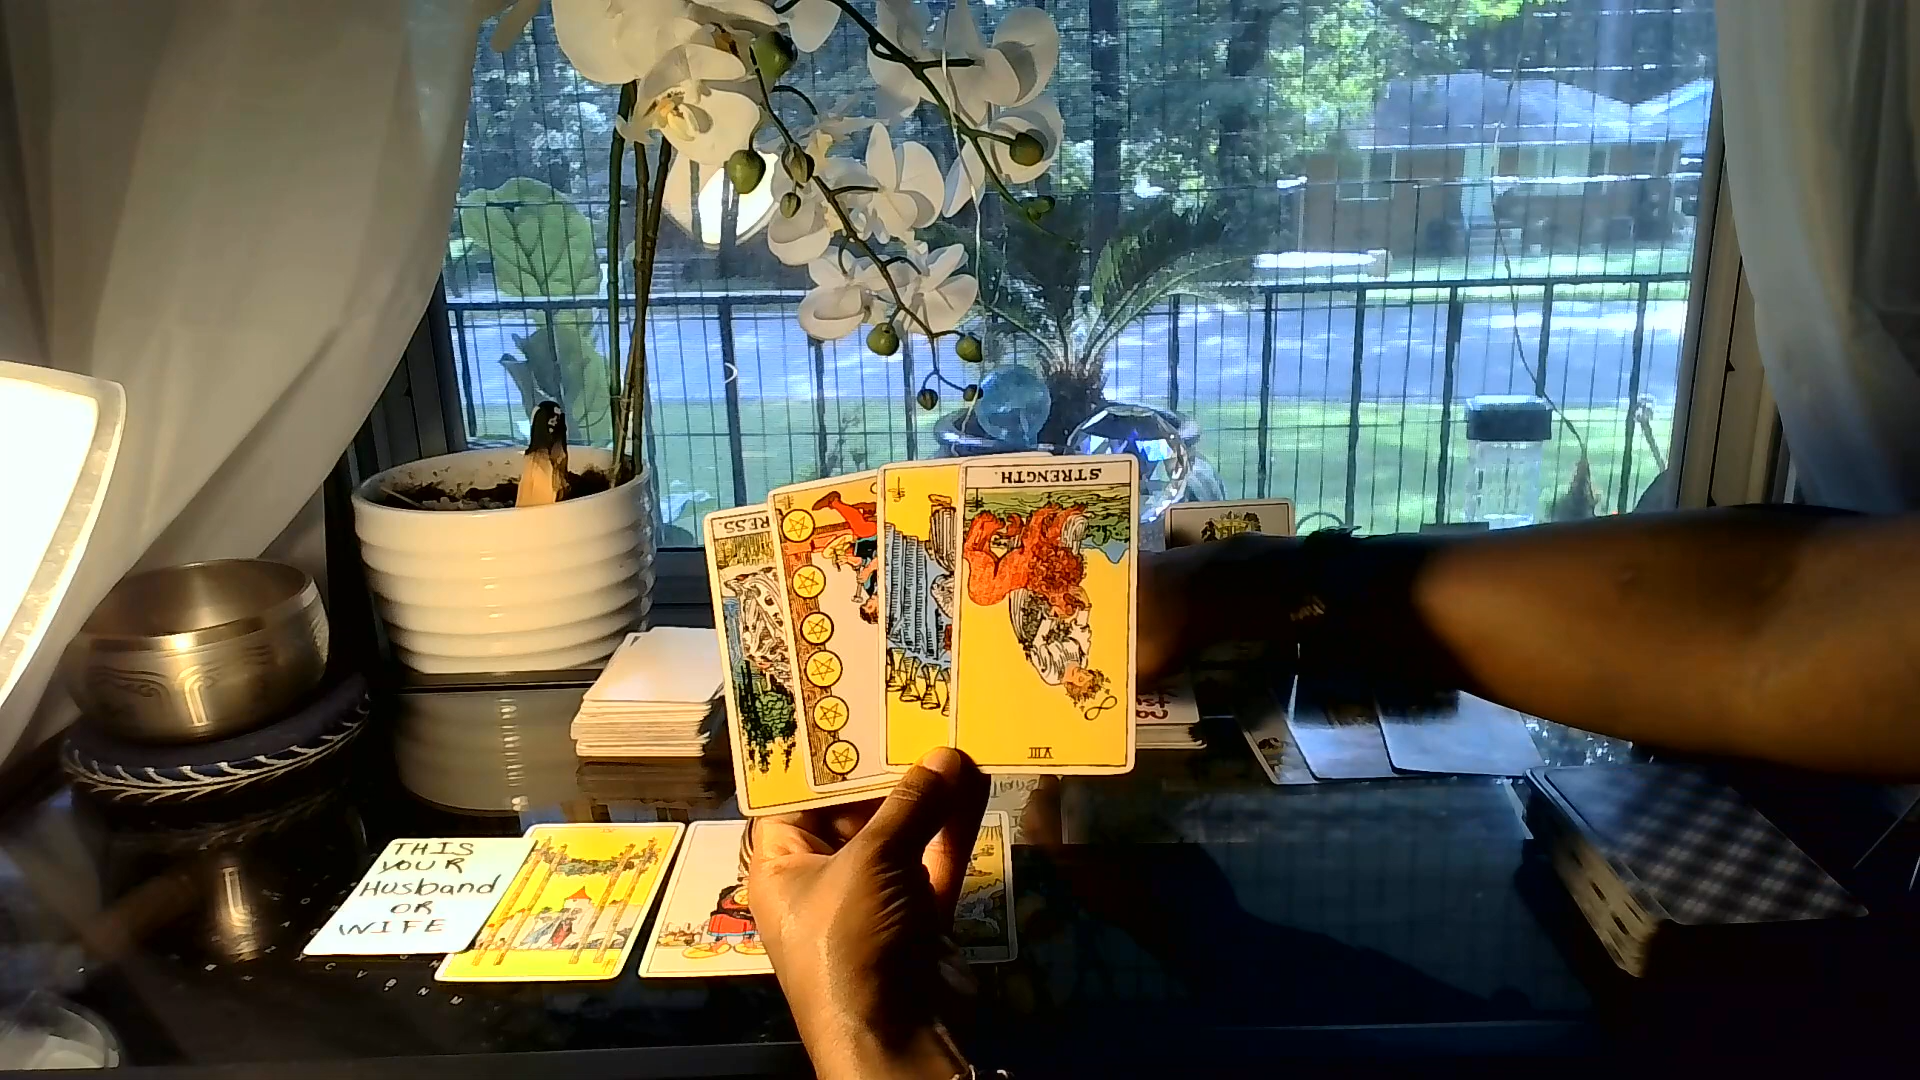 STRENGTH.
RESS.
VIII
THIS
YOUR
Husband
OR
WIFE
C V B N M